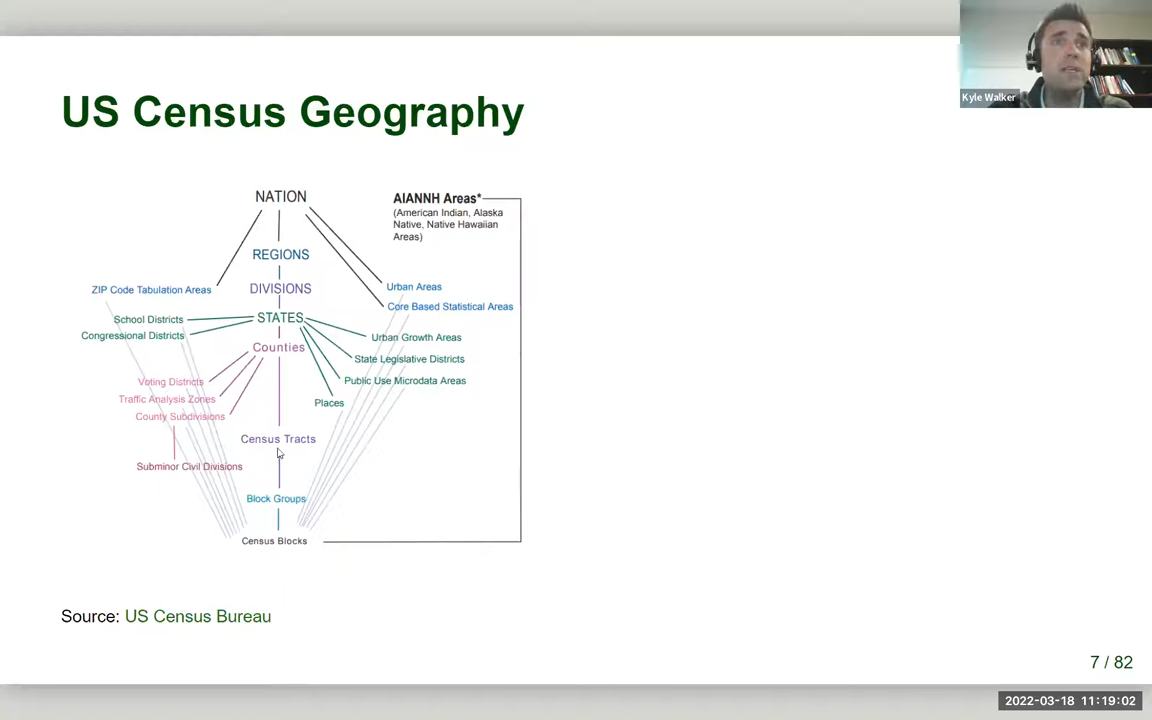 Kyle Walker
US Census Geography
NATION
AIANNH Areas*
(American Indian, Alaska
Native, Native Hawaiian
Areas)
REGIONS
ZIP Code Tabulation Areas
DIVISIONS
Urban Areas
Core Based Statistical Areas
School Districts
STATES
Congressional Districts
Urban Growth Areas
Counties
State Legislative Districts
Voting Districts
Public Use Microdata Areas
Traffic Analysis Zones
Places
County Subdivisions
Census Tracts
Subminor Civil Divisions
Block Groups
Census Blocks
Source: US Census Bureau
7 / 82
2022-03-18 11:19:02